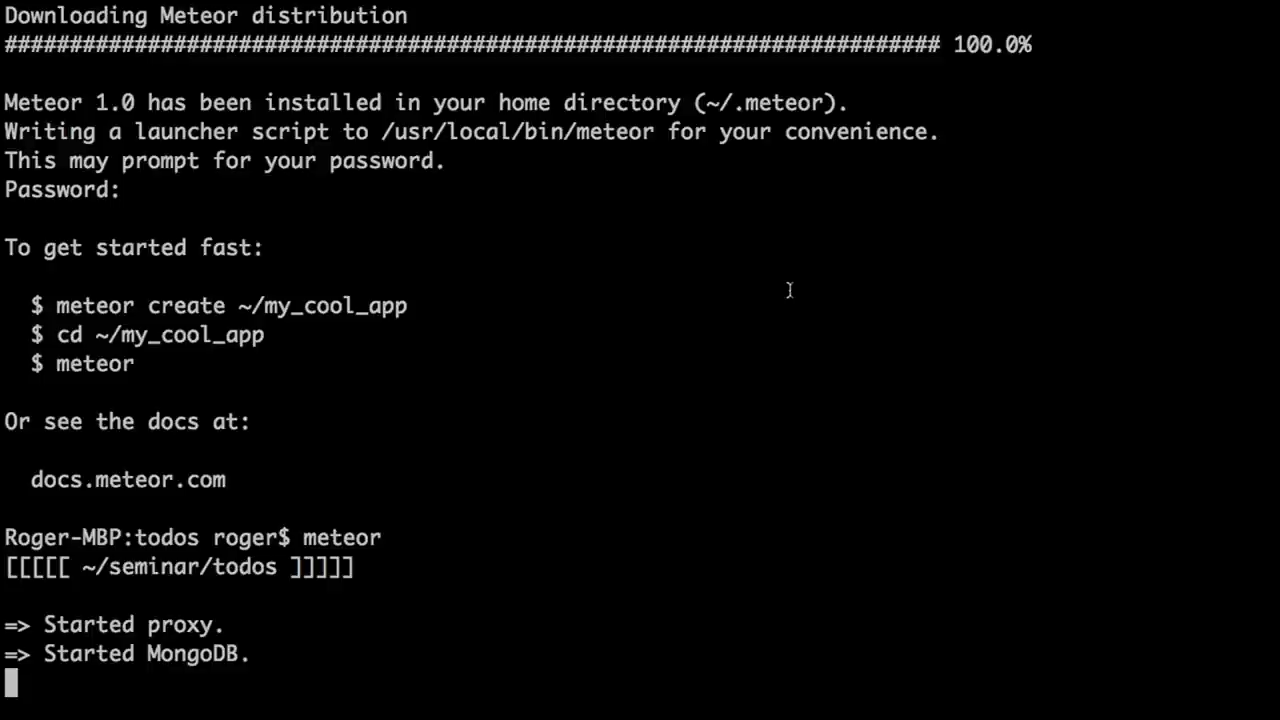 Downloading Meteor distribution
######################################################################## 100.0%
Meteor 1.0 has been installed in your home directory (~/.meteor).
Writing a launcher script to /usr/local/bin/meteor for your convenience.
This may prompt for your password.
Password:
To get started fast:
$ meteor create ~/my_cool_app
$ cd ~/my_cool_app
$ meteor
Or see the docs at:
docs.meteor.com
Roger-MBP:todos roger$ meteor
[[[[[ ~/seminar/todos ]]]]]
=> Started proxy.
=> Started MongoDB.